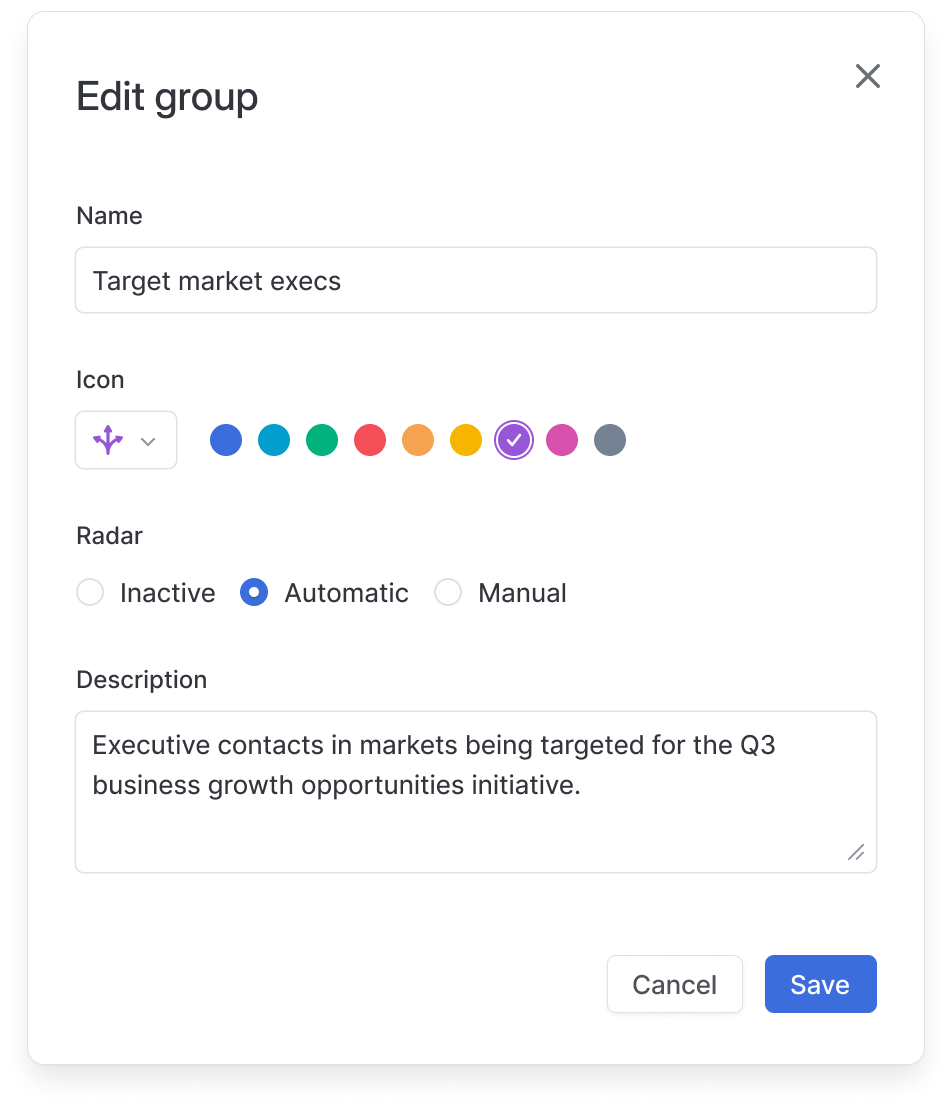 Edit group
Name
Target market execs
Icon
Radar
Inactive Automatic Manual
Description
Executive contacts in markets being targeted for the Q3
business growth opportunities initiative.
Cancel Save